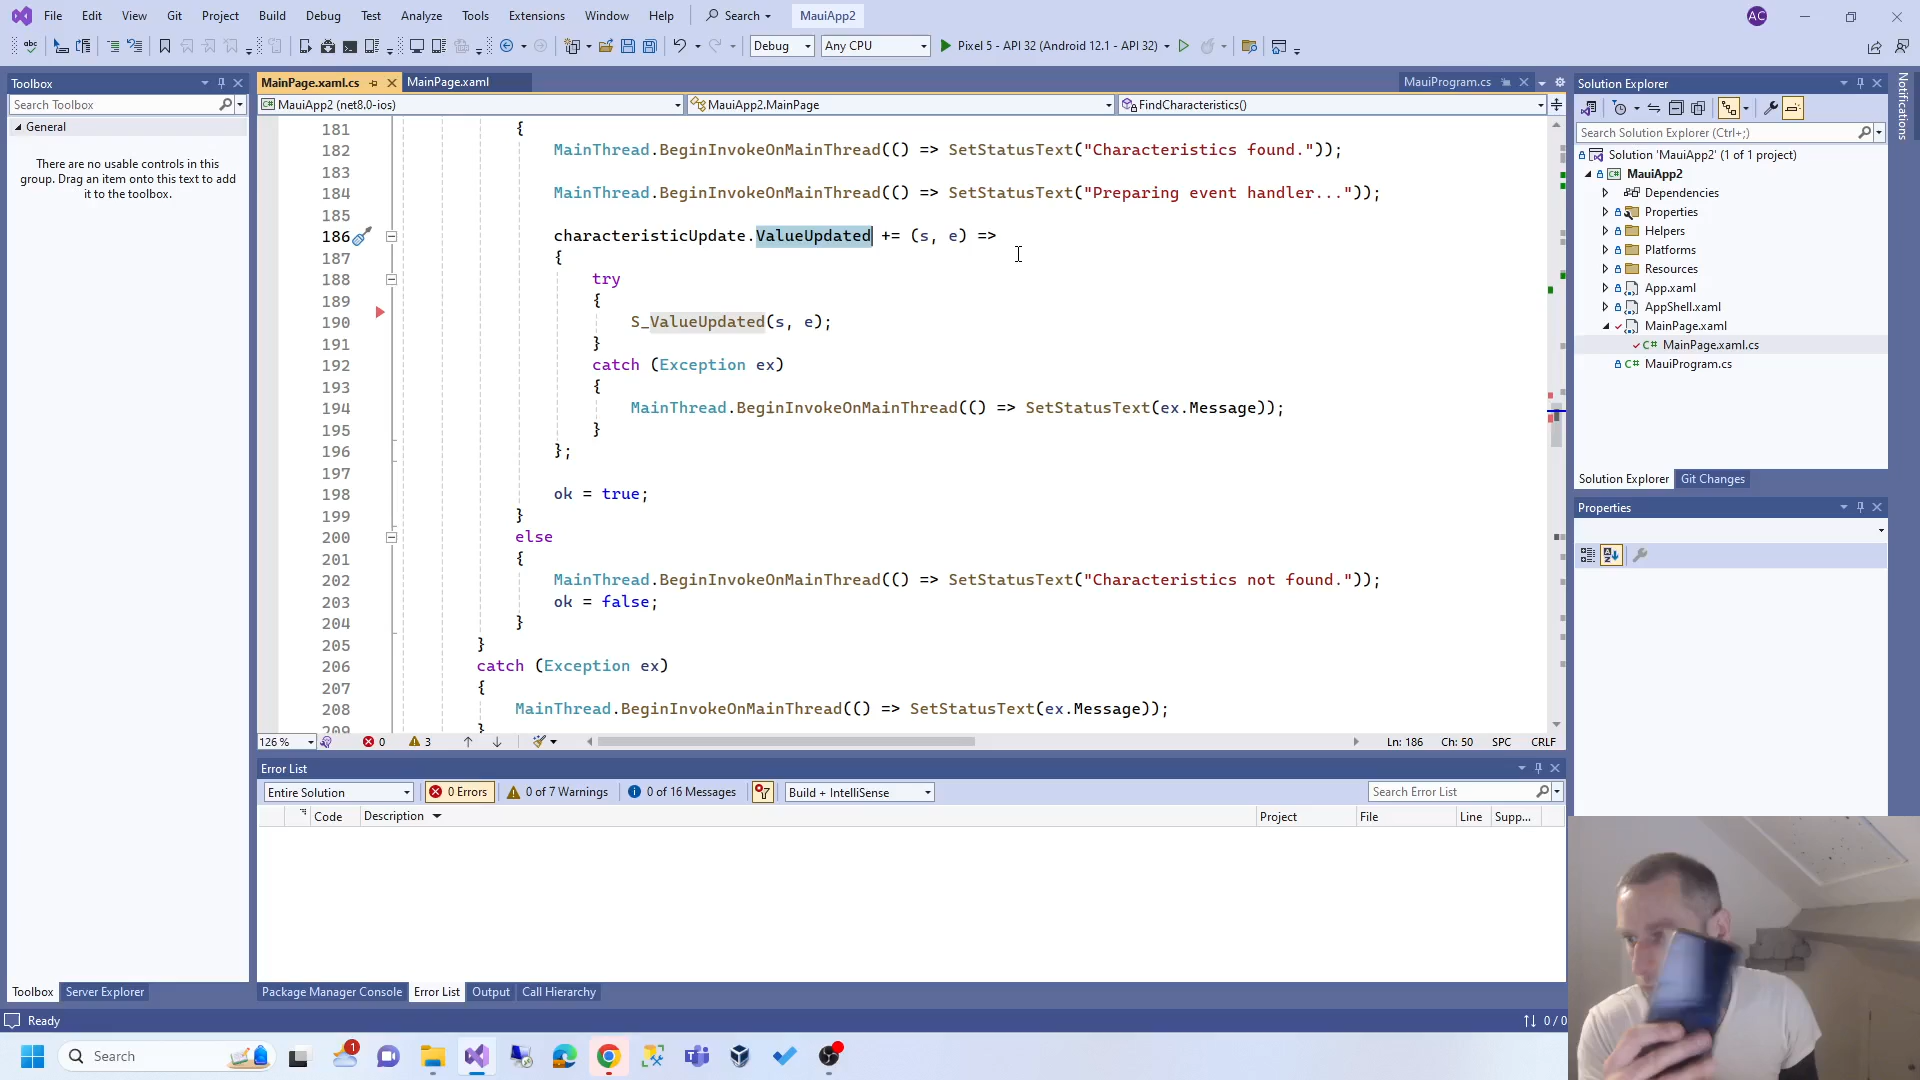 File Edit View Git Project Build Debug Test Analyze Tools Extensions Window Help Search MauiApp2 AC
Debug Any CPU Pixel 5 - API 32 (Android 12.1 - API 32)
Toolbox
Search Toolbox
General
There are no usable controls in this
group. Drag an item onto this text to add
it to the toolbox.
Toolbox Server Explorer
MainPage.xaml.cs MainPage.xaml MauiProgram.cs
MauiApp2 (net8.0-ios) MauiApp2.MainPage FindCharacteristics()
181 {
182 MainThread.BeginInvokeOnMainThread(() => SetStatusText("Characteristics found."));
183
184 MainThread.BeginInvokeOnMainThread(() => SetStatusText("Preparing event handler..."));
185
186 characteristicUpdate.ValueUpdated += (s, e) =>
187 {
188 try
189 {
190 S_ValueUpdated(s, e);
191 }
192 catch (Exception ex)
193 {
194 MainThread.BeginInvokeOnMainThread(() => SetStatusText(ex.Message));
195 }
196 };
197
198 ok = true;
199 }
200 else
201 {
202 MainThread.BeginInvokeOnMainThread(() => SetStatusText("Characteristics not found."));
203 ok = false;
204 }
205 }
206 catch (Exception ex)
207 {
208 MainThread.BeginInvokeOnMainThread(() => SetStatusText(ex.Message));
209 }
126 % 0 3 Ln: 186 Ch: 50 SPC CRLF
Error List
Entire Solution 0 Errors 0 of 7 Warnings 0 of 16 Messages Build + IntelliSense Search Error List
Code Description Project File Line Supp...
Package Manager Console Error List Output Call Hierarchy
Solution Explorer
Search Solution Explorer (Ctrl+;)
Solution 'MauiApp2' (1 of 1 project)
MauiApp2
Dependencies
Properties
Helpers
Platforms
Resources
App.xaml
AppShell.xaml
MainPage.xaml
MainPage.xaml.cs
MauiProgram.cs
Solution Explorer Git Changes
Properties
Notifications
Ready 0 / 0
Search 1